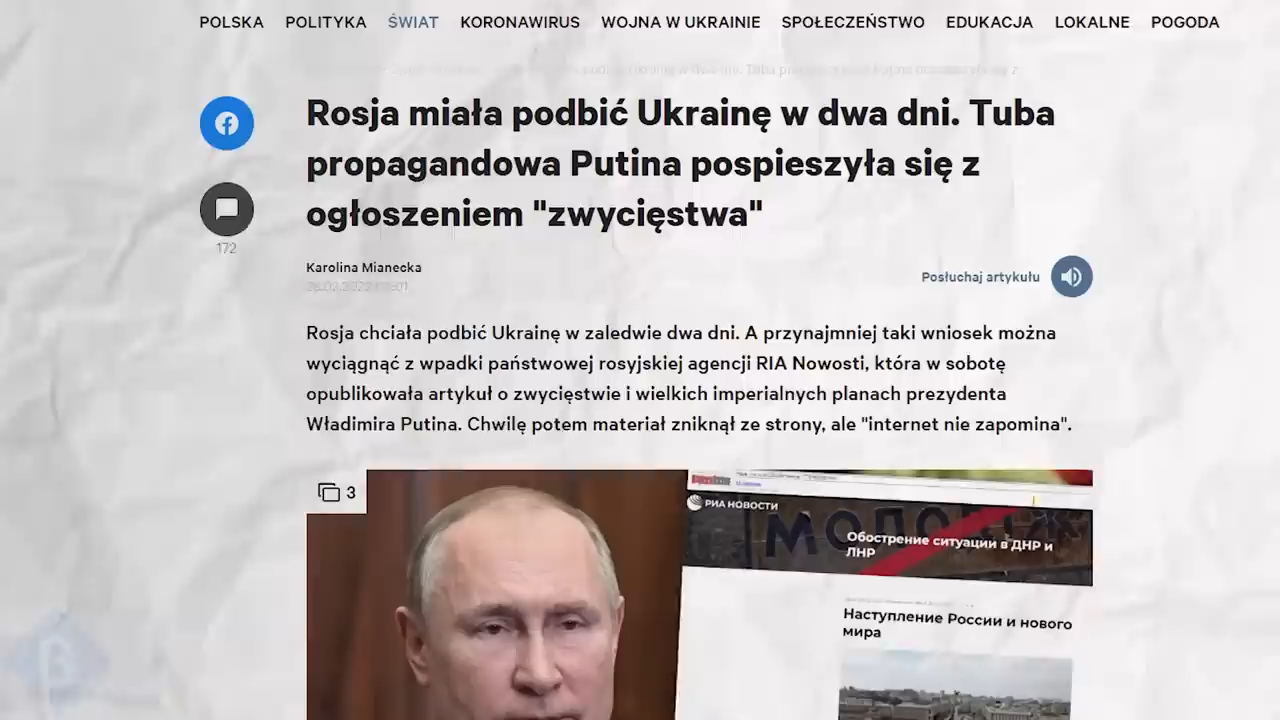 POLSKA POLITYKA ŚWIAT KORONAWIRUS WOJNA W UKRAINIE SPOŁECZEŃSTWO EDUKACJA LOKALNE POGODA
Rosja miała podbić Ukrainę w dwa dni. Tuba
propagandowa Putina pospieszyła się z
ogłoszeniem "zwycięstwa"
172
Karolina Mianecka
Posłuchaj artykułu
Rosja chciała podbić Ukrainę w zaledwie dwa dni. A przynajmniej taki wniosek można
wyciągnąć z wpadki państwowej rosyjskiej agencji RIA Nowosti, która w sobotę
opublikowała artykuł o zwycięstwie i wielkich imperialnych planach prezydenta
Władimira Putina. Chwilę potem materiał zniknął ze strony, ale "internet nie zapomina".
3
РИА НОВОСТИ
Обострение ситуации в ДНР и
ЛНР
Наступление России и нового
мира
B